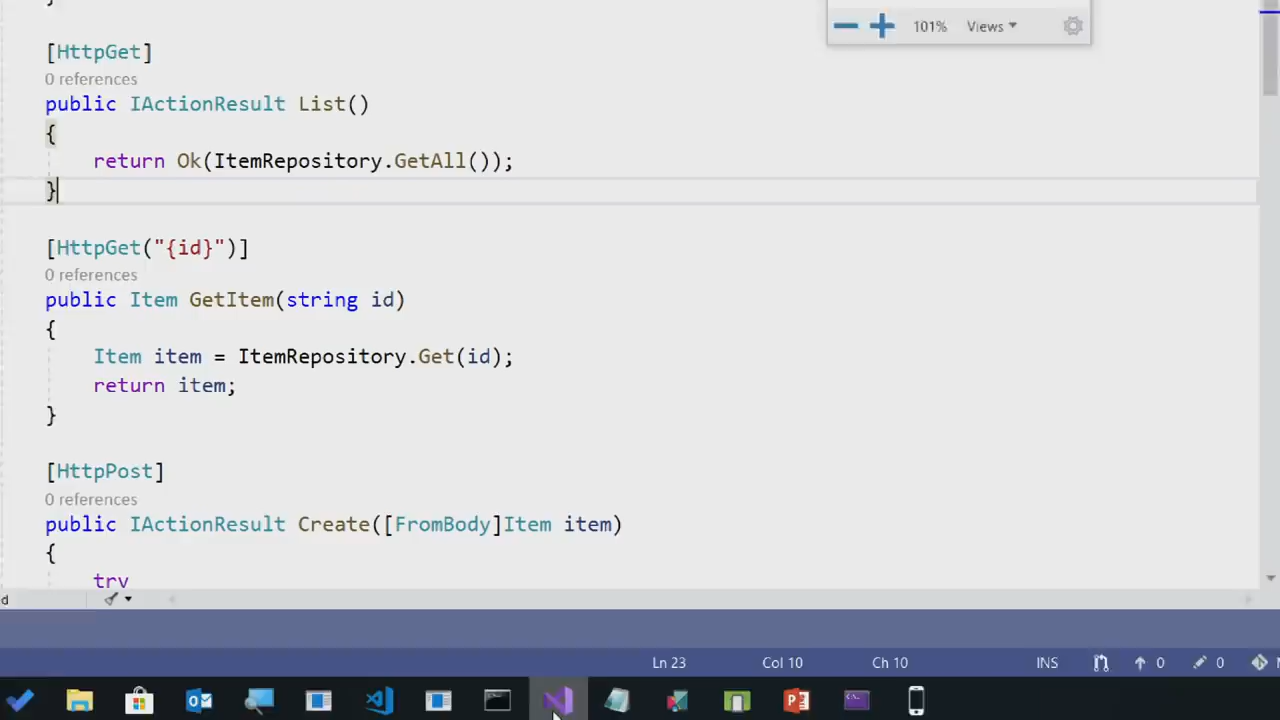 }
101% Views
[HttpGet]
0 references
public IActionResult List()
{
return Ok(ItemRepository.GetAll());
}
[HttpGet("{id}")]
0 references
public Item GetItem(string id)
{
Item item = ItemRepository.Get(id);
return item;
}
[HttpPost]
0 references
public IActionResult Create([FromBody]Item item)
{
try
d
Ln 23 Col 10 Ch 10 INS 0 0